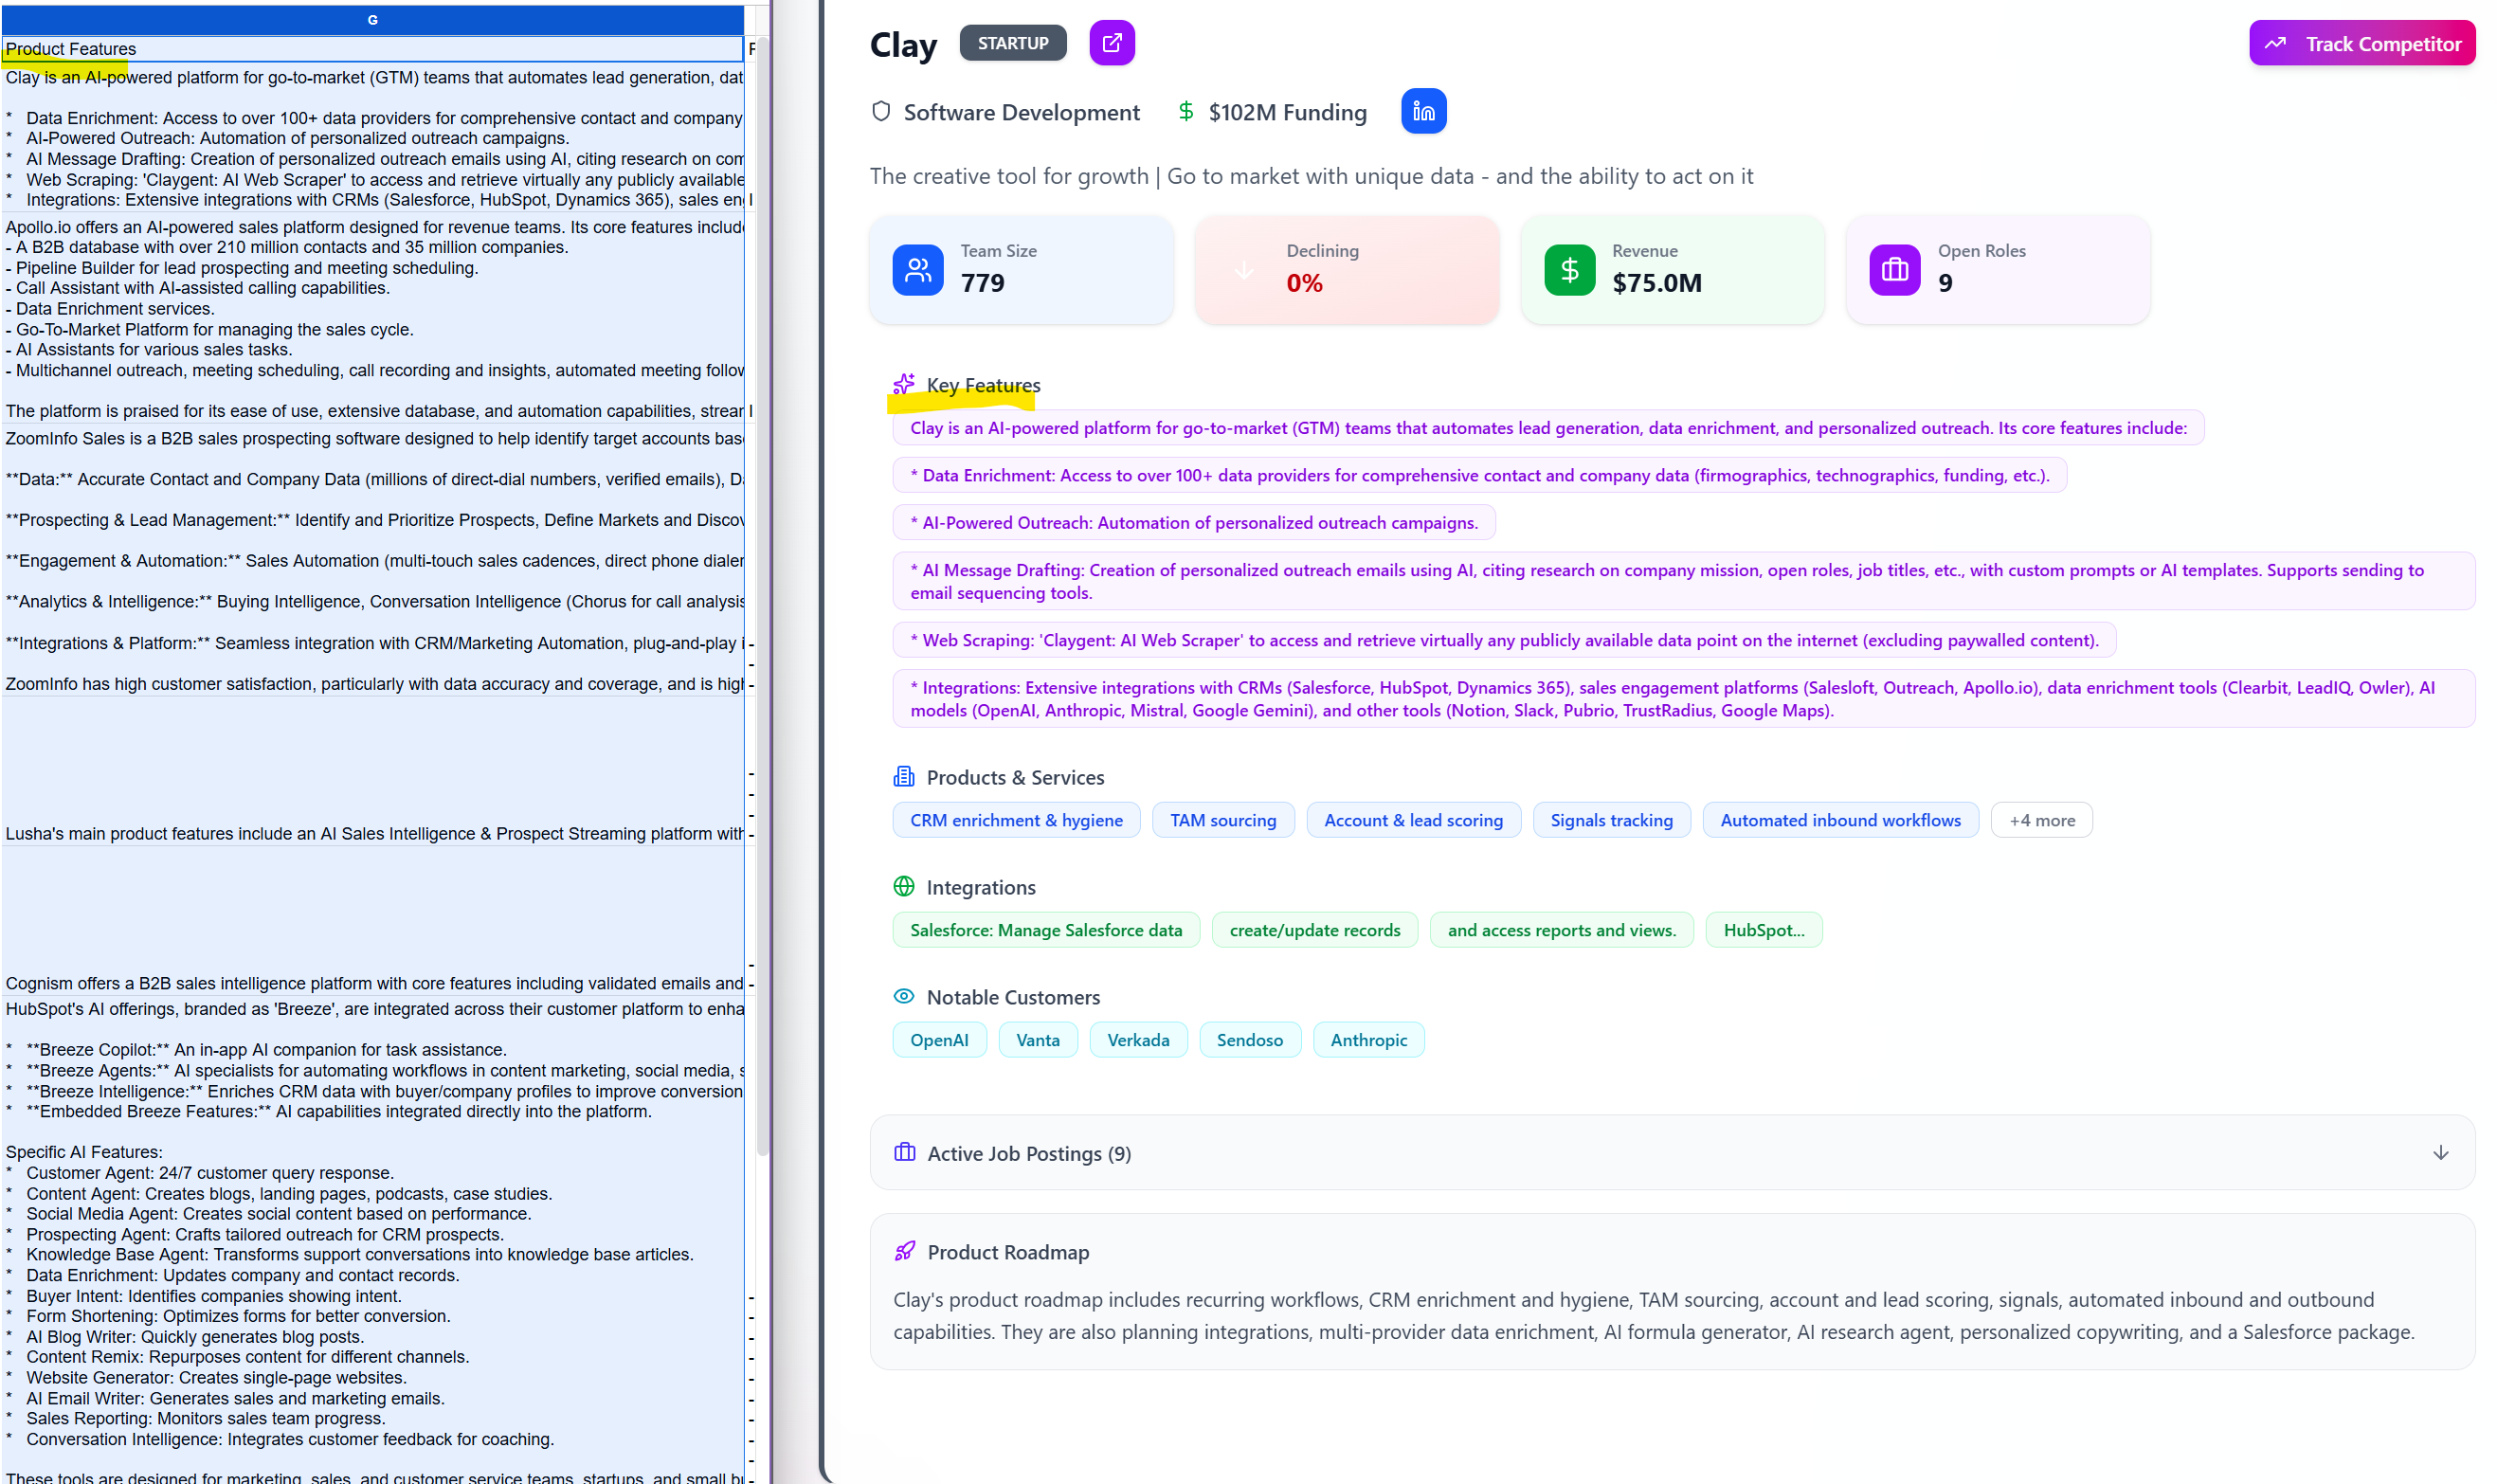 G
Product Features
Clay is an AI-powered platform for go-to-market (GTM) teams that automates lead generation, dat
*   Data Enrichment: Access to over 100+ data providers for comprehensive contact and company
*   AI-Powered Outreach: Automation of personalized outreach campaigns.
*   AI Message Drafting: Creation of personalized outreach emails using AI, citing research on com
*   Web Scraping: 'Claygent: AI Web Scraper' to access and retrieve virtually any publicly available
*   Integrations: Extensive integrations with CRMs (Salesforce, HubSpot, Dynamics 365), sales en
Apollo.io offers an AI-powered sales platform designed for revenue teams. Its core features include
- A B2B database with over 210 million contacts and 35 million companies.
- Pipeline Builder for lead prospecting and meeting scheduling.
- Call Assistant with AI-assisted calling capabilities.
- Data Enrichment services.
- Go-To-Market Platform for managing the sales cycle.
- AI Assistants for various sales tasks.
- Multichannel outreach, meeting scheduling, call recording and insights, automated meeting follow
The platform is praised for its ease of use, extensive database, and automation capabilities, strear
ZoomInfo Sales is a B2B sales prospecting software designed to help identify target accounts bas
**Data:** Accurate Contact and Company Data (millions of direct-dial numbers, verified emails), D
**Prospecting & Lead Management:** Identify and Prioritize Prospects, Define Markets and Discov
**Engagement & Automation:** Sales Automation (multi-touch sales cadences, direct phone dialer
**Analytics & Intelligence:** Buying Intelligence, Conversation Intelligence (Chorus for call analysis
**Integrations & Platform:** Seamless integration with CRM/Marketing Automation, plug-and-play i
ZoomInfo has high customer satisfaction, particularly with data accuracy and coverage, and is high
Lusha's main product features include an AI Sales Intelligence & Prospect Streaming platform with
Cognism offers a B2B sales intelligence platform with core features including validated emails and
HubSpot's AI offerings, branded as 'Breeze', are integrated across their customer platform to enha
*   **Breeze Copilot:** An in-app AI companion for task assistance.
*   **Breeze Agents:** AI specialists for automating workflows in content marketing, social media, s
*   **Breeze Intelligence:** Enriches CRM data with buyer/company profiles to improve conversion
*   **Embedded Breeze Features:** AI capabilities integrated directly into the platform.
Specific AI Features:
*   Customer Agent: 24/7 customer query response.
*   Content Agent: Creates blogs, landing pages, podcasts, case studies.
*   Social Media Agent: Creates social content based on performance.
*   Prospecting Agent: Crafts tailored outreach for CRM prospects.
*   Knowledge Base Agent: Transforms support conversations into knowledge base articles.
*   Data Enrichment: Updates company and contact records.
*   Buyer Intent: Identifies companies showing intent.
*   Form Shortening: Optimizes forms for better conversion.
*   AI Blog Writer: Quickly generates blog posts.
*   Content Remix: Repurposes content for different channels.
*   Website Generator: Creates single-page websites.
*   AI Email Writer: Generates sales and marketing emails.
*   Sales Reporting: Monitors sales team progress.
*   Conversation Intelligence: Integrates customer feedback for coaching.
These tools are designed for marketing, sales, and customer service teams, startups, and small bu
Clay STARTUP Track Competitor
Software Development $102M Funding
The creative tool for growth | Go to market with unique data - and the ability to act on it
Team Size Declining Revenue Open Roles
779 0% $75.0M 9
Key Features
Clay is an AI-powered platform for go-to-market (GTM) teams that automates lead generation, data enrichment, and personalized outreach. Its core features include:
* Data Enrichment: Access to over 100+ data providers for comprehensive contact and company data (firmographics, technographics, funding, etc.).
* AI-Powered Outreach: Automation of personalized outreach campaigns.
* AI Message Drafting: Creation of personalized outreach emails using AI, citing research on company mission, open roles, job titles, etc., with custom prompts or AI templates. Supports sending to
email sequencing tools.
* Web Scraping: 'Claygent: AI Web Scraper' to access and retrieve virtually any publicly available data point on the internet (excluding paywalled content).
* Integrations: Extensive integrations with CRMs (Salesforce, HubSpot, Dynamics 365), sales engagement platforms (Salesloft, Outreach, Apollo.io), data enrichment tools (Clearbit, LeadIQ, Owler), AI
models (OpenAI, Anthropic, Mistral, Google Gemini), and other tools (Notion, Slack, Pubrio, TrustRadius, Google Maps).
Products & Services
CRM enrichment & hygiene TAM sourcing Account & lead scoring Signals tracking Automated inbound workflows +4 more
Integrations
Salesforce: Manage Salesforce data create/update records and access reports and views. HubSpot...
Notable Customers
OpenAI Vanta Verkada Sendoso Anthropic
Active Job Postings (9)
Product Roadmap
Clay's product roadmap includes recurring workflows, CRM enrichment and hygiene, TAM sourcing, account and lead scoring, signals, automated inbound and outbound
capabilities. They are also planning integrations, multi-provider data enrichment, AI formula generator, AI research agent, personalized copywriting, and a Salesforce package.